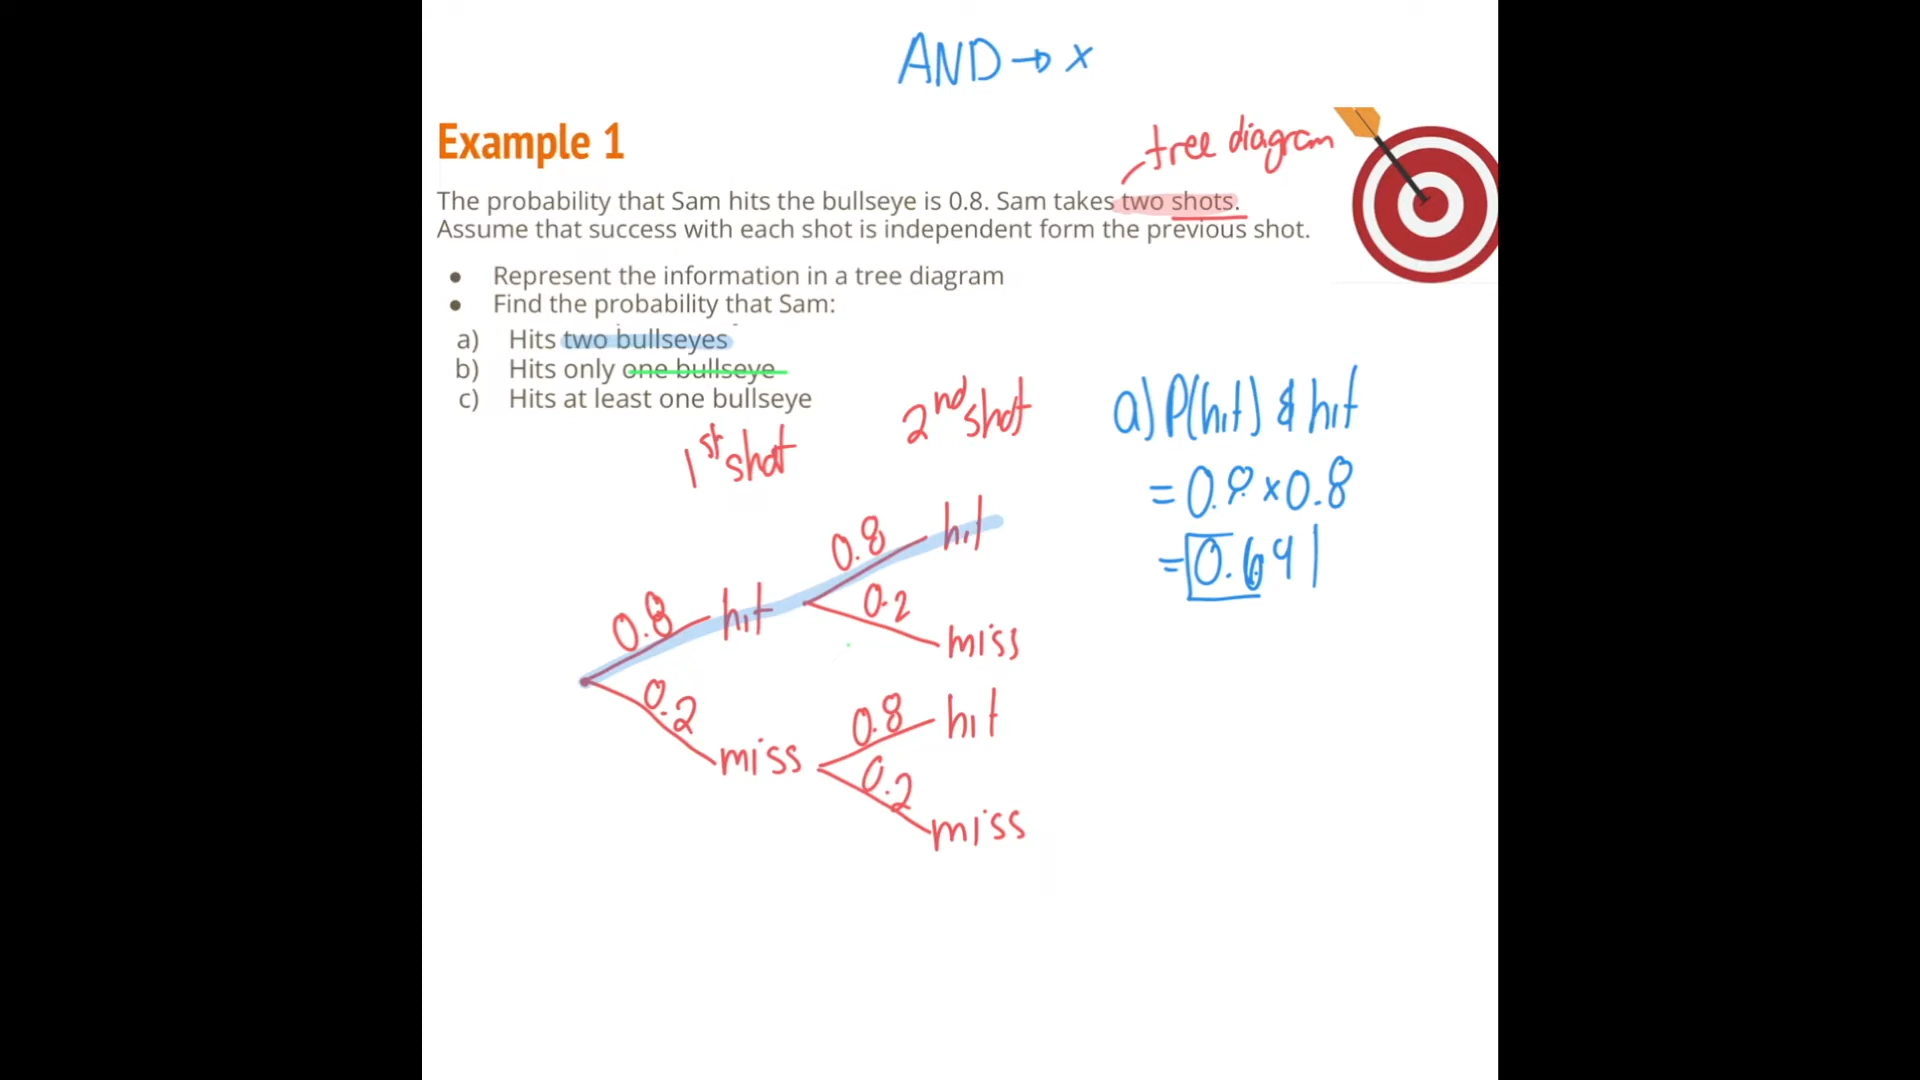 AND → x
Example 1
tree diagram
The probability that Sam hits the bullseye is 0.8. Sam takes two shots.
Assume that success with each shot is independent form the previous shot.
● Represent the information in a tree diagram
● Find the probability that Sam:
a) Hits two bullseyes
b) Hits only one bullseye
c) Hits at least one bullseye
1st shot
2nd shot
0.8 hit
0.8 hit
0.2
miss
0.2
miss
0.8 hit
0.2
miss
a) P(hit) & hit
= 0.8 x 0.8
= 0.64